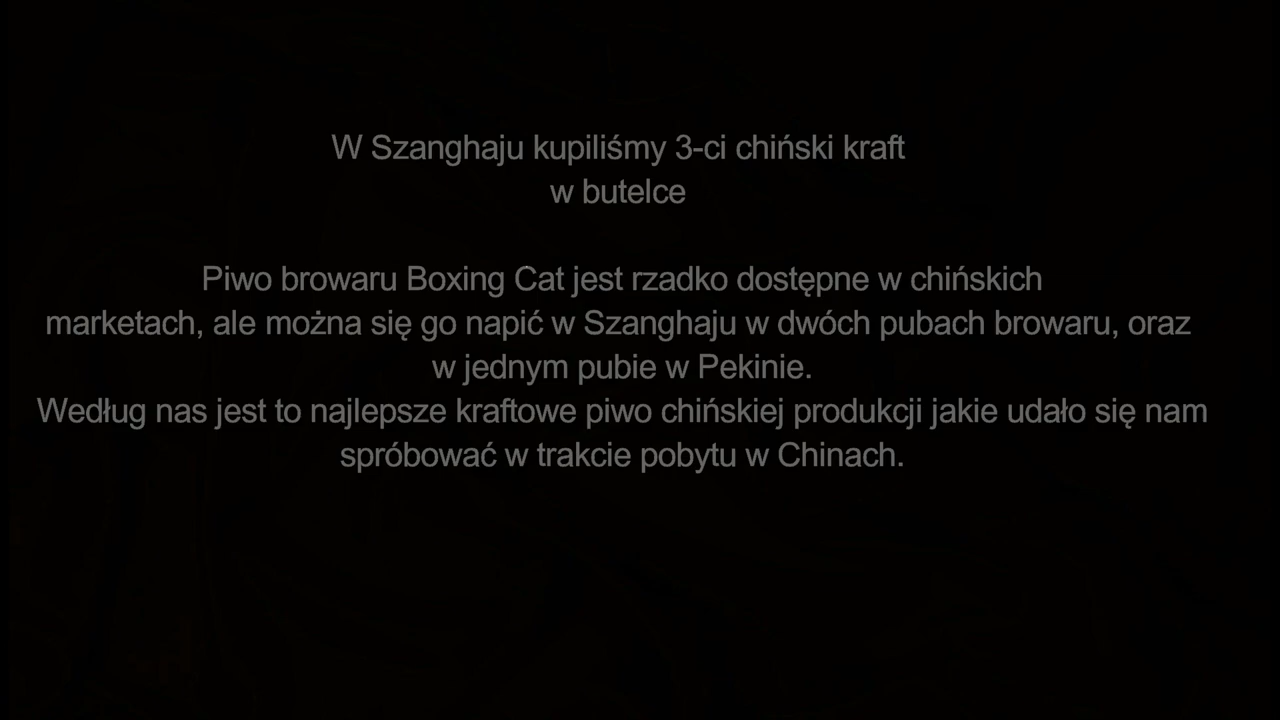 W Szanghaju kupiliśmy 3-ci chiński kraft
w butelce
Piwo browaru Boxing Cat jest rzadko dostępne w chińskich
marketach, ale można się go napić w Szanghaju w dwóch pubach browaru, oraz
w jednym pubie w Pekinie.
Według nas jest to najlepsze kraftowe piwo chińskiej produkcji jakie udało się nam
spróbować w trakcie pobytu w Chinach.